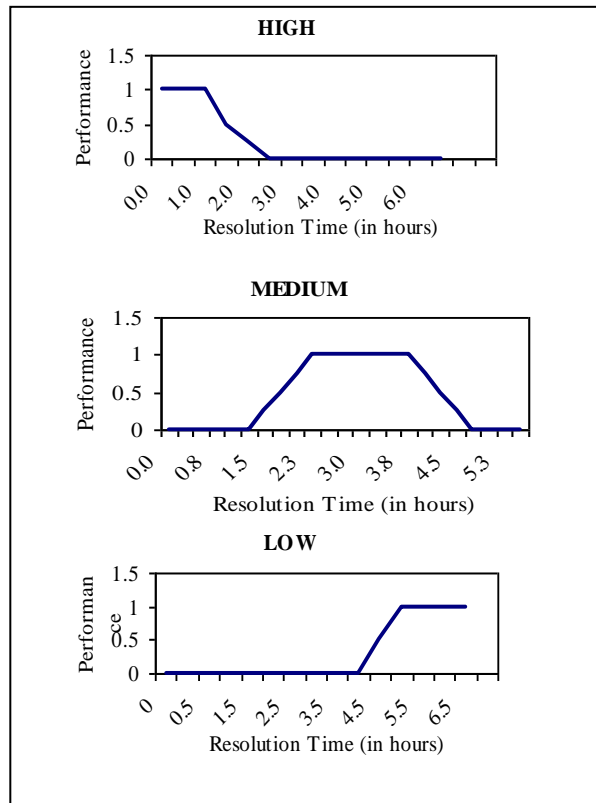 HIGH
1.5
1
0.5
0
Performance
0.0 1.0 2.0 3.0 4.0 5.0 6.0
Resolution Time (in hours)
MEDIUM
1.5
1
0.5
0
Performance
0.0 0.8 1.5 2.3 3.0 3.8 4.5 5.3
Resolution Time (in hours)
LOW
1.5
1
0.5
0
Performan
ce
0 0.5 1.5 2.5 3.5 4.5 5.5 6.5
Resolution Time (in hours)